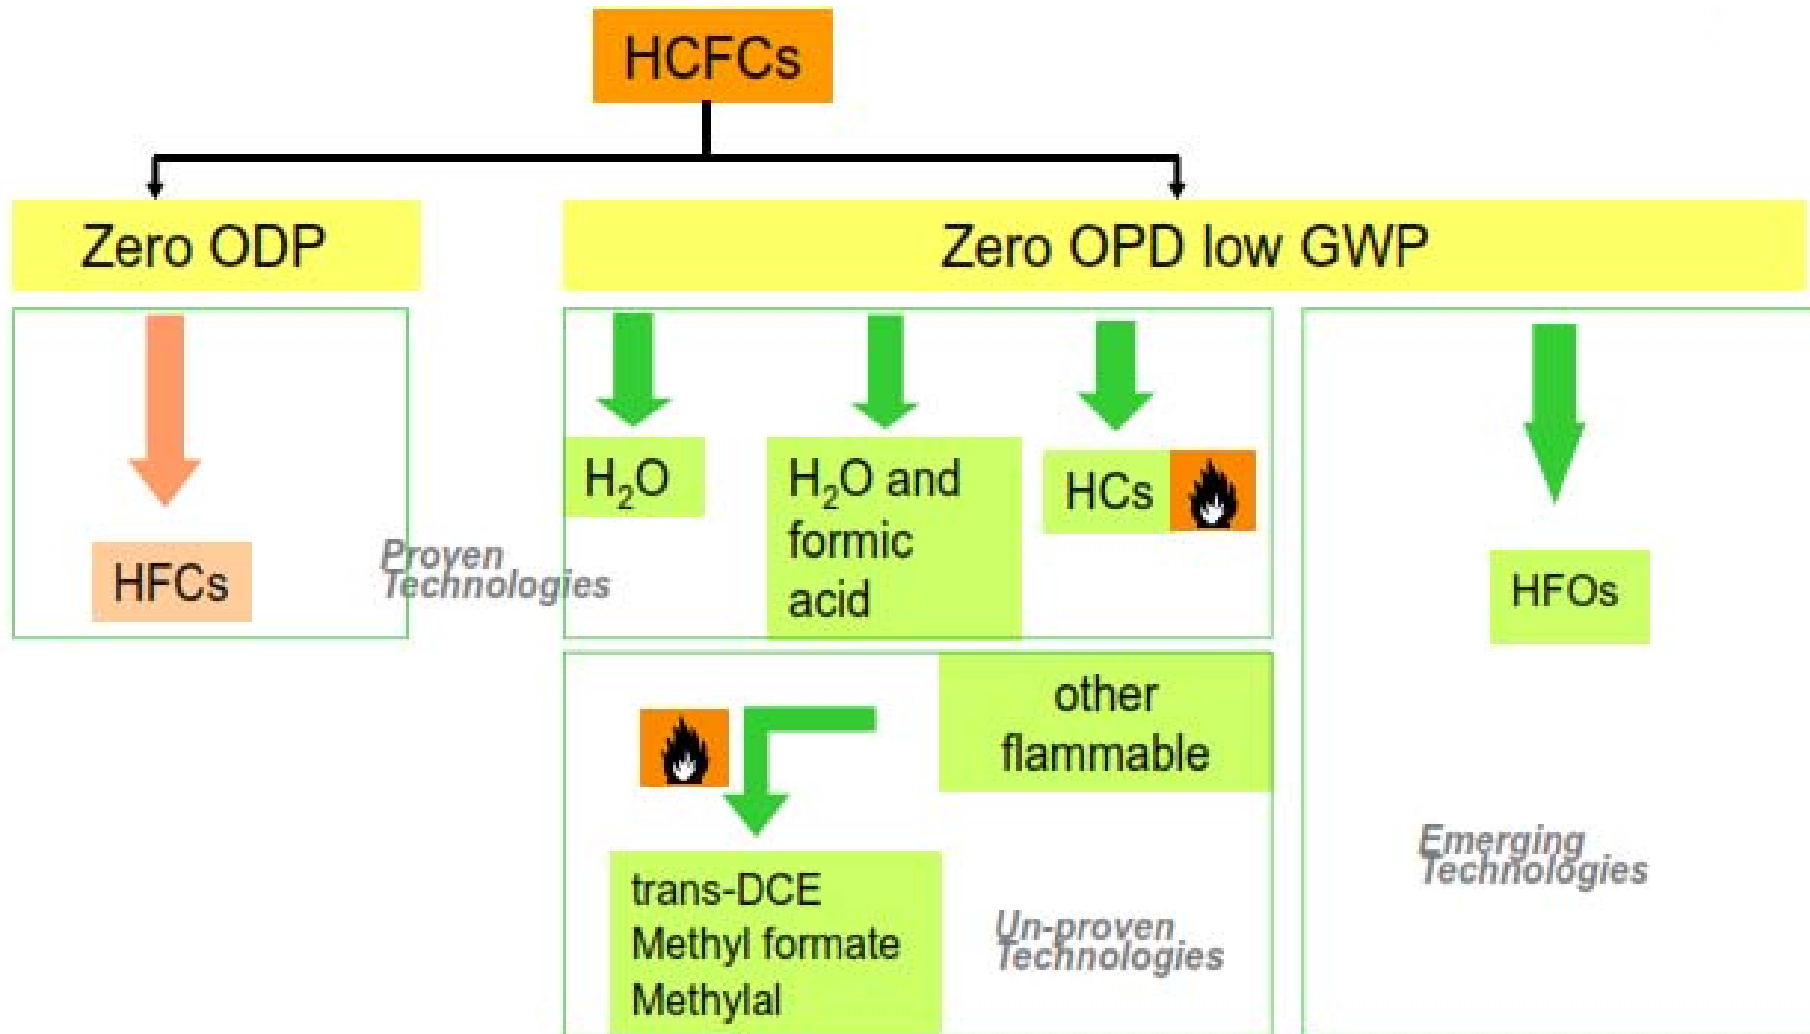 HCFCs
Zero ODP
Zero OPD low GWP
HFCs
Proven
Technologies
H₂O
H₂O and
formic
acid
HCs
HFOs
other
flammable
trans-DCE
Methyl formate
Methylal
Un-proven
Technologies
Emerging
Technologies